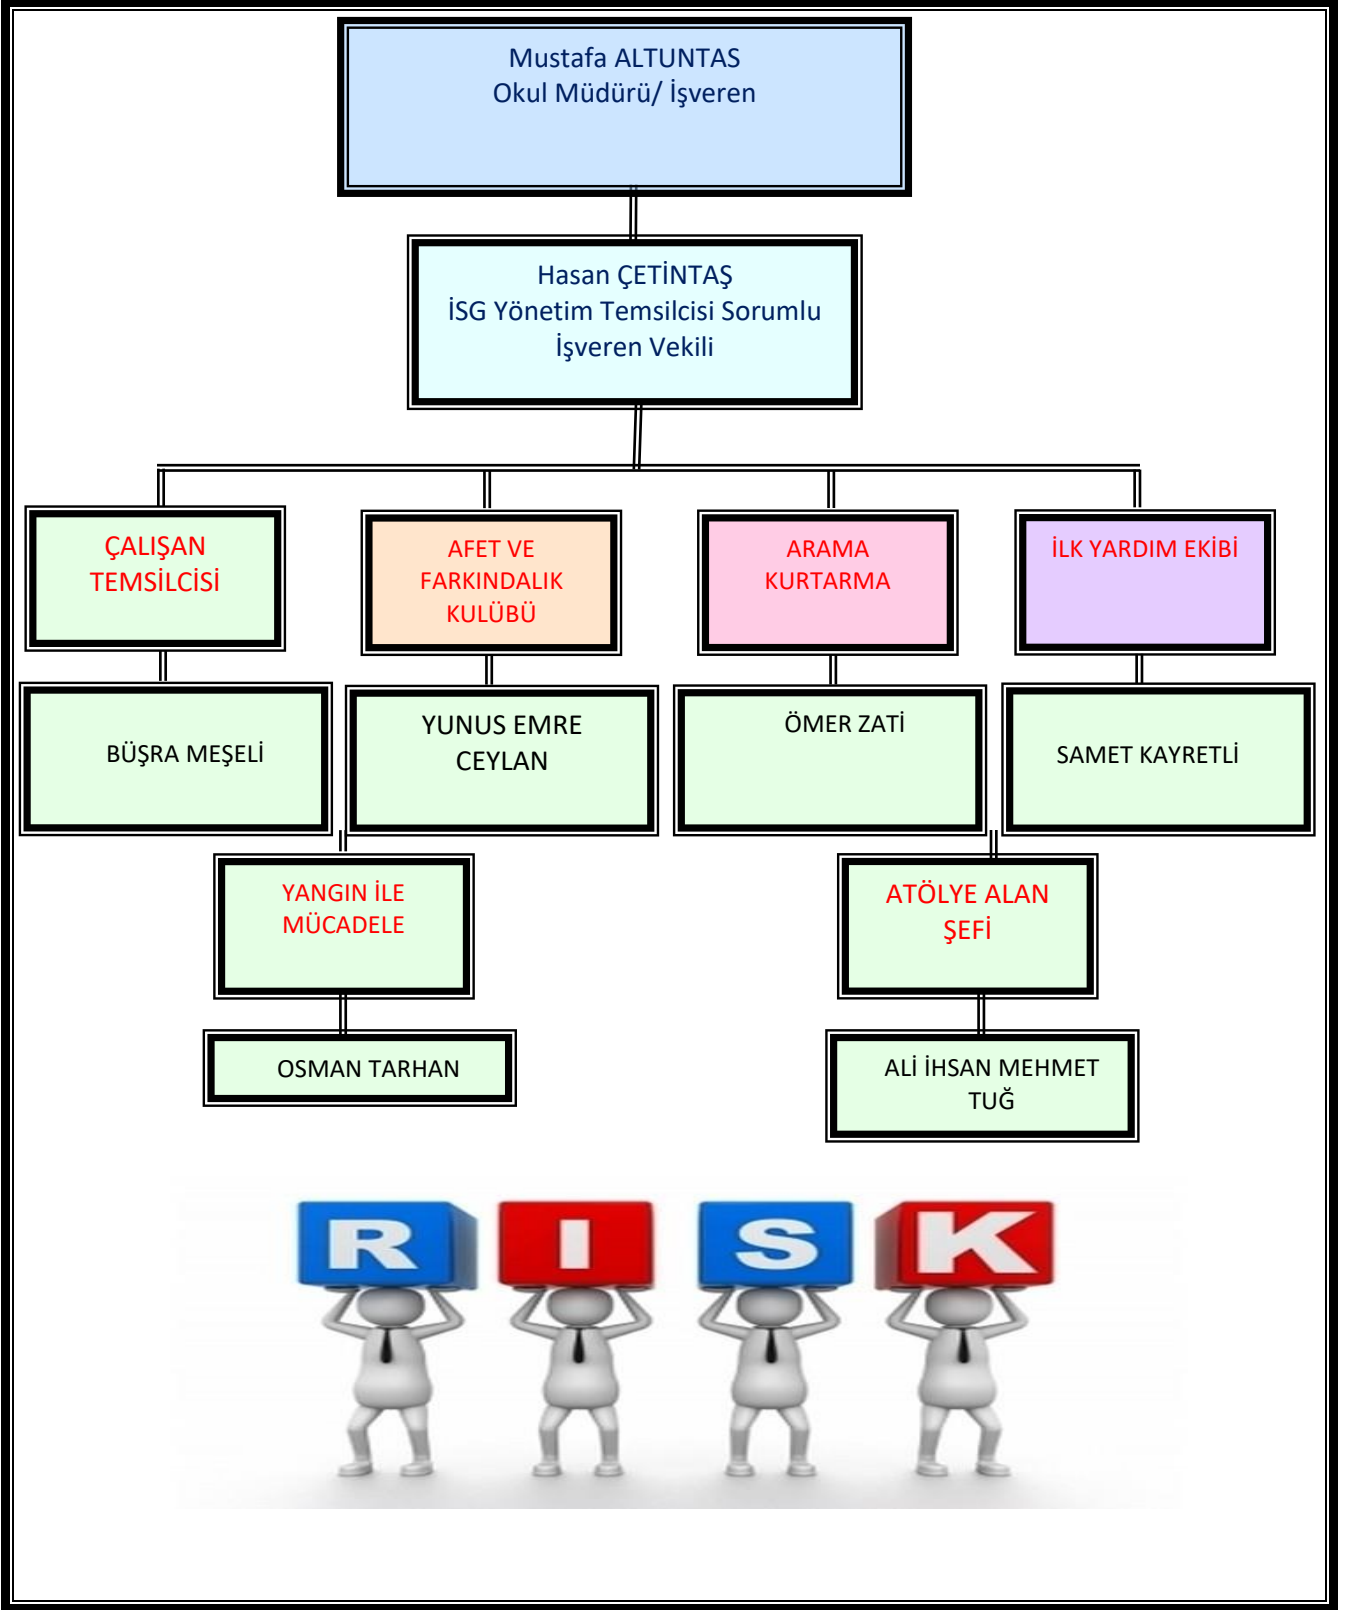 Mustafa ALTUNTAS
Okul Müdürü/ İşveren
Hasan ÇETİNTAŞ
İSG Yönetim Temsilcisi Sorumlu
İşveren Vekili
ÇALIŞAN
TEMSİLCİSİ
AFET VE
FARKINDALIK
KULÜBÜ
ARAMA
KURTARMA
İLK YARDIM EKİBİ
BÜŞRA MEŞELİ
YUNUS EMRE
CEYLAN
ÖMER ZATİ
SAMET KAYRETLİ
YANGIN İLE
MÜCADELE
ATÖLYE ALAN
ŞEFİ
OSMAN TARHAN
ALİ İHSAN MEHMET
TUĞ
RISK